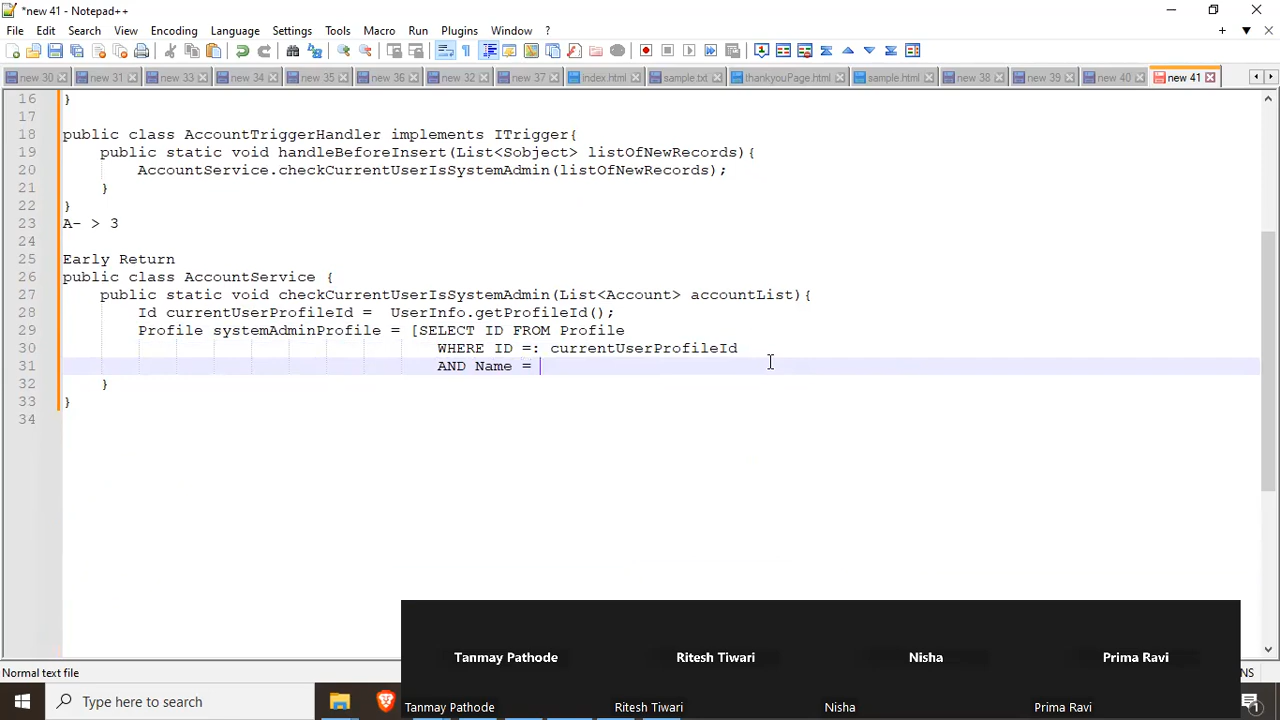 *new 41 - Notepad++
File Edit Search View Encoding Language Settings Tools Macro Run Plugins Window ?
new 30 new 31 new 33 new 34 new 35 new 36 new 32 new 37 index.html sample.txt thankyouPage.html sample.html new 38 new 39 new 40 new 41
16 }
17
18 public class AccountTriggerHandler implements ITrigger{
19 public static void handleBeforeInsert(List<Sobject> listOfNewRecords){
20 AccountService.checkCurrentUserIsSystemAdmin(listOfNewRecords);
21 }
22 }
23 A- > 3
24
25 Early Return
26 public class AccountService {
27 public static void checkCurrentUserIsSystemAdmin(List<Account> accountList){
28 Id currentUserProfileId = UserInfo.getProfileId();
29 Profile systemAdminProfile = [SELECT ID FROM Profile
30 WHERE ID =: currentUserProfileId
31 AND Name =
32 }
33 }
34
Tanmay Pathode Ritesh Tiwari Nisha Prima Ravi
Normal text file NS
Type here to search Tanmay Pathode Ritesh Tiwari Nisha Prima Ravi 1